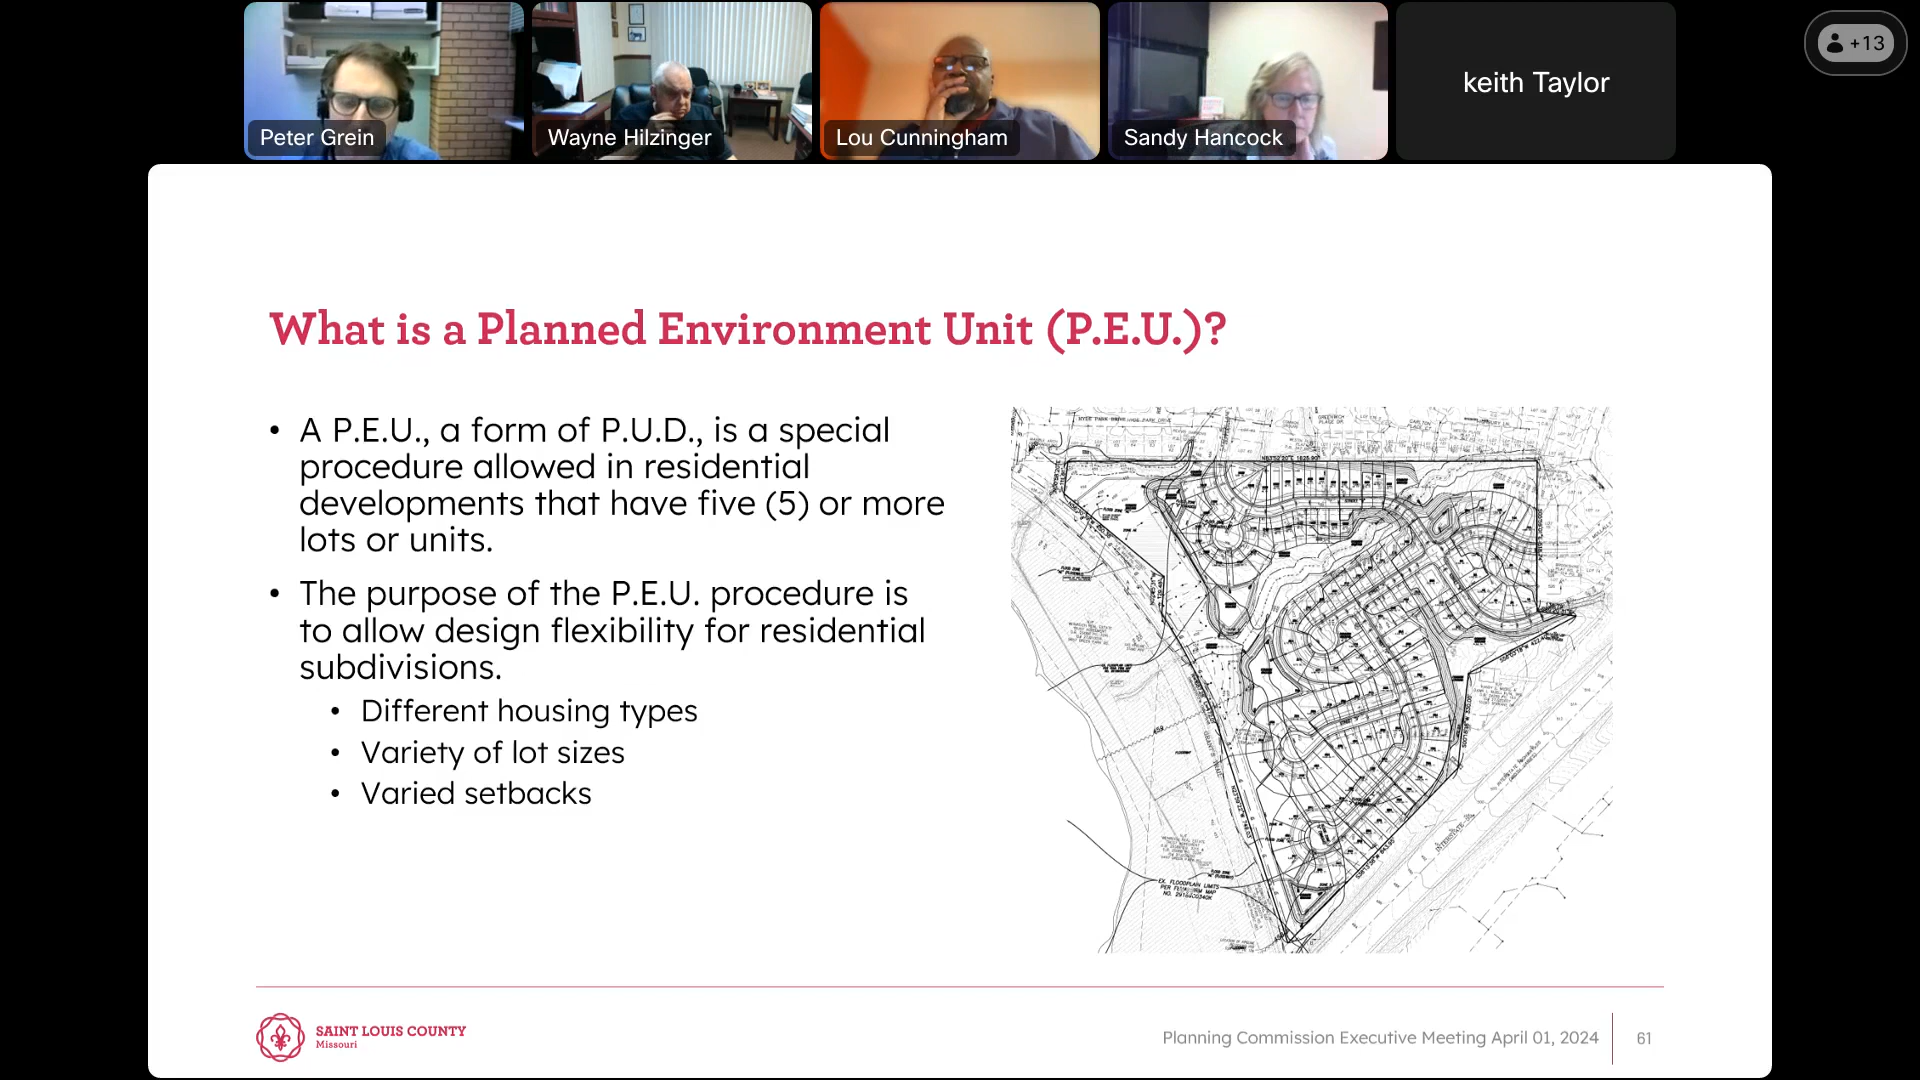 Peter Grein
Wayne Hilzinger
Lou Cunningham
Sandy Hancock
keith Taylor
+13
What is a Planned Environment Unit (P.E.U.)?
• A P.E.U., a form of P.U.D., is a special
procedure allowed in residential
developments that have five (5) or more
lots or units.
• The purpose of the P.E.U. procedure is
to allow design flexibility for residential
subdivisions.
• Different housing types
• Variety of lot sizes
• Varied setbacks
EX. FLOODPLAIN LIMITS
SAINT LOUIS COUNTY
Missouri
Planning Commission Executive Meeting April 01, 2024
61